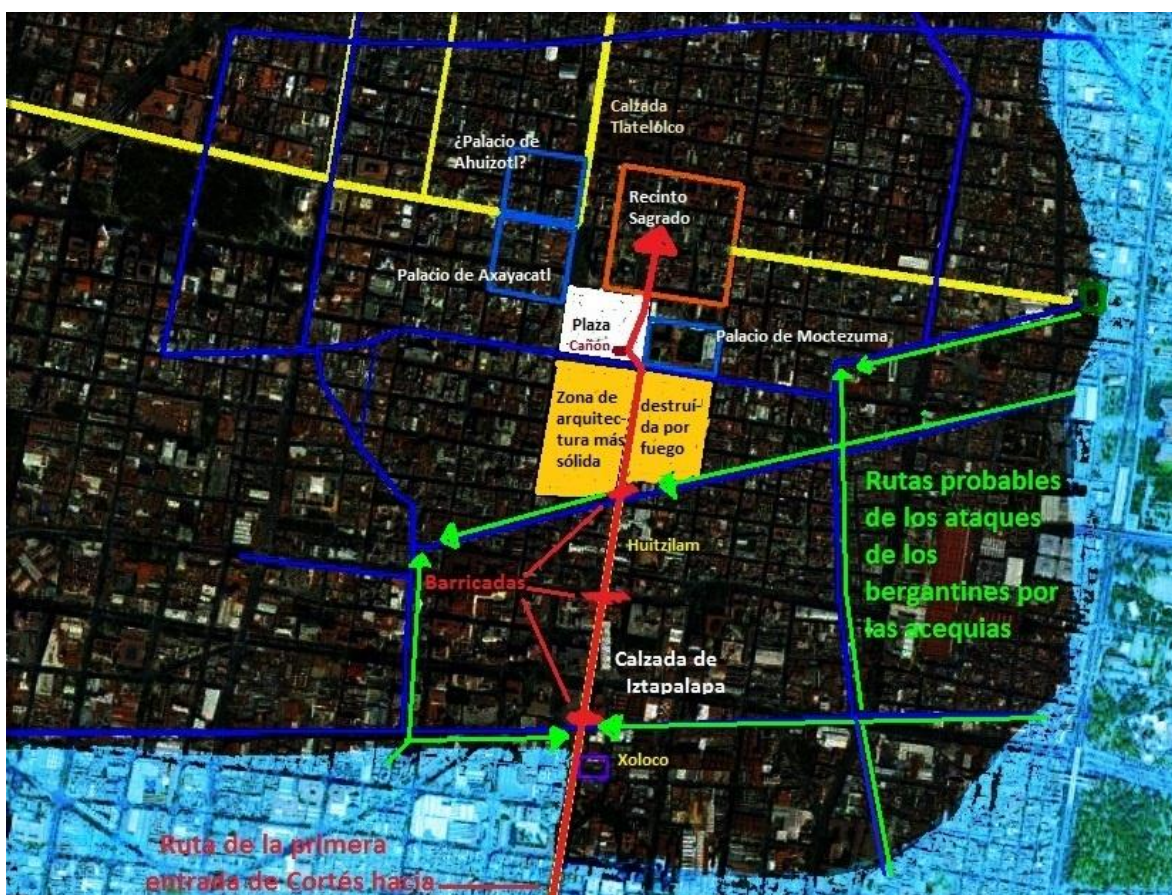 Calzada
Tlatelolco
¿Palacio de
Ahuizotl?
Recinto
Sagrado
Palacio de Axayacatl
Plaza
Cañón
Palacio de Moctezuma
Zona de
arquitec-
tura más
sólida
destruí-
da por
fuego
Rutas probables
de los ataques
de los
bergantines por
las acequias
Huitzilam
Barricadas
Calzada de
Iztapalapa
Xoloco
Ruta de la primera
entrada de Cortés hacia